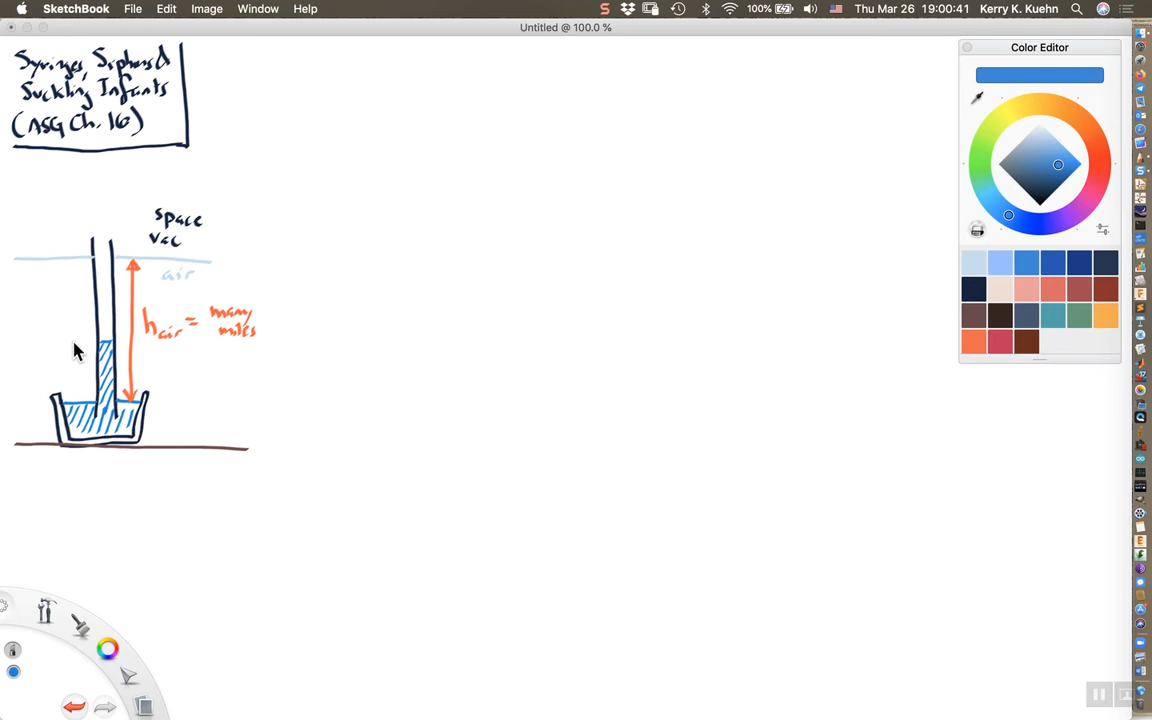 SketchBook File Edit Image Window Help 100% Thu Mar 26 19:00:41 Kerry K. Kuehn
Untitled @ 100.0 %
Color Editor
Syringes, Siphons &
Suckling Infants
(ASG Ch. 16)
space
vac
air
h air = many
miles